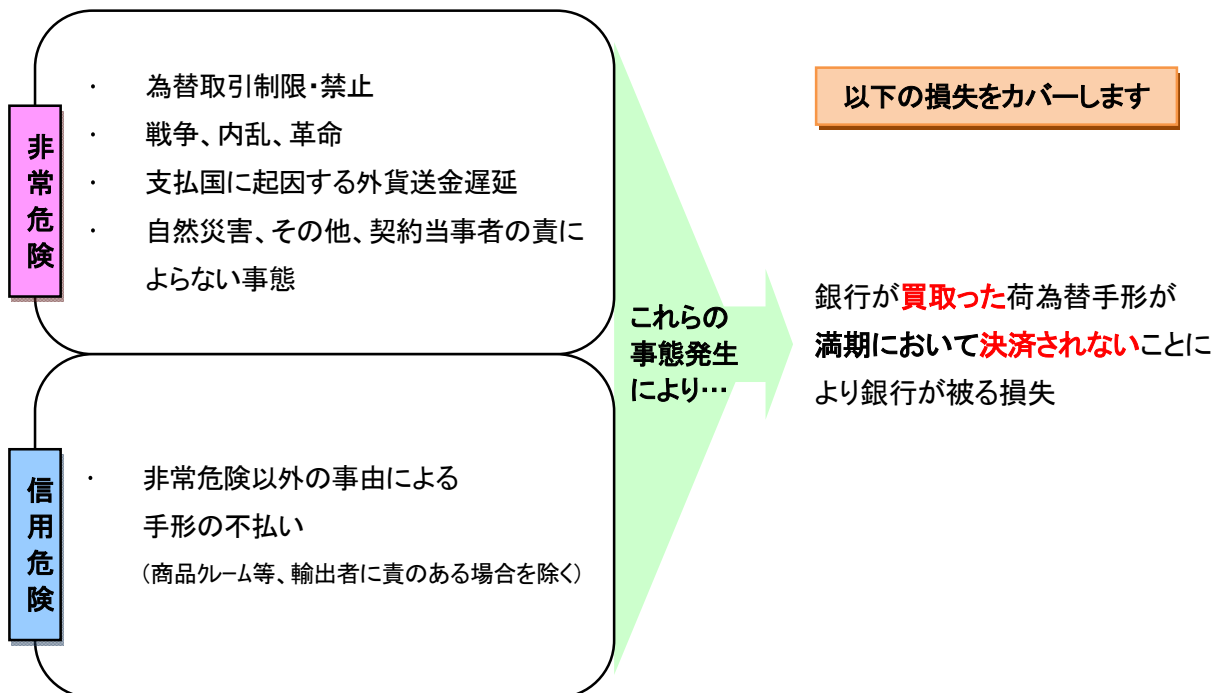 非常危険
・ 為替取引制限・禁止
・ 戦争、内乱、革命
・ 支払国に起因する外貨送金遅延
・ 自然災害、その他、契約当事者の責に
よらない事態
信用危険
・ 非常危険以外の事由による
手形の不払い
（商品クレーム等、輸出者に責のある場合を除く）
これらの
事態発生
により…
以下の損失をカバーします
銀行が買取った荷為替手形が
満期において決済されないことに
より銀行が被る損失